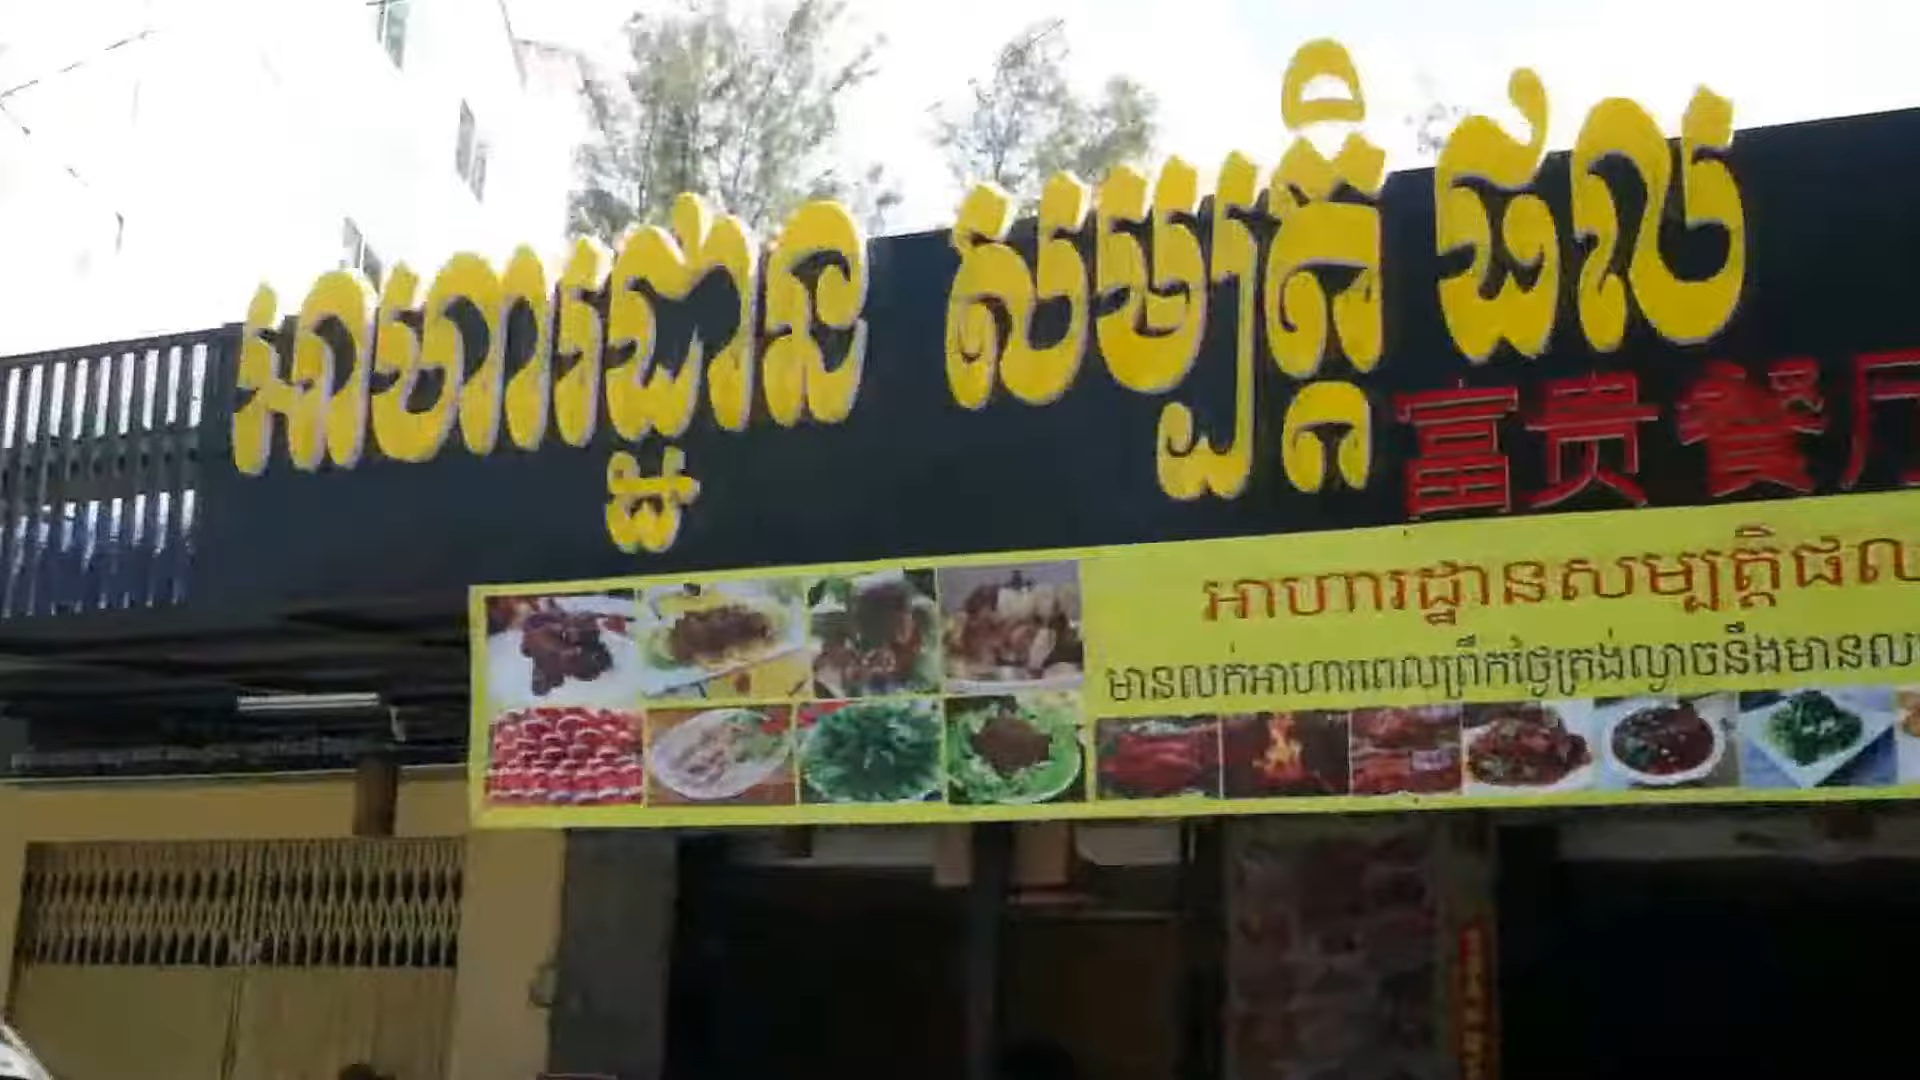 អាហារដ្ឋាន សម្បត្តិ ផល
富贵餐厅
អាហារដ្ឋានសម្បត្តិផល
មានលក់អាហារពេលព្រឹកថ្ងៃត្រង់ល្ងាចនឹងមានល